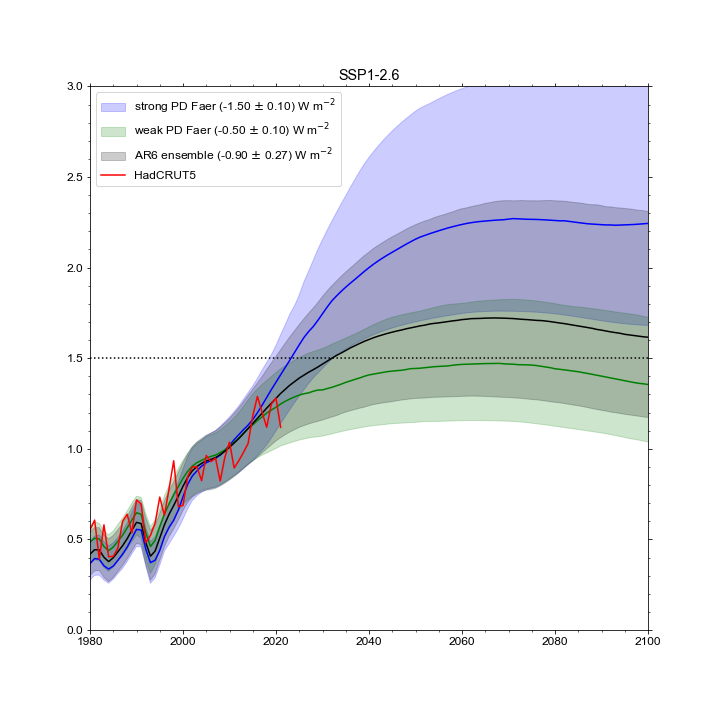 SSP1-2.6
3.0
strong PD Faer (-1.50 ± 0.10) W m⁻²
weak PD Faer (-0.50 ± 0.10) W m⁻²
AR6 ensemble (-0.90 ± 0.27) W m⁻²
HadCRUT5
2.5
2.0
1.5
1.0
0.5
0.0
1980 2000 2020 2040 2060 2080 2100